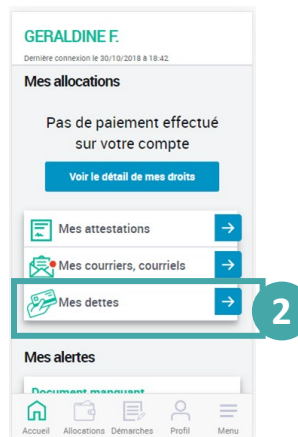 GERALDINE F.
Dernière connexion le 30/10/2018 à 18:42
Mes allocations
Pas de paiement effectué
sur votre compte
Voir le détail de mes droits
Mes attestations
Mes courriers, courriels
Mes dettes
2
Mes alertes
Document manquant
Accueil Allocations Démarches Profil Menu